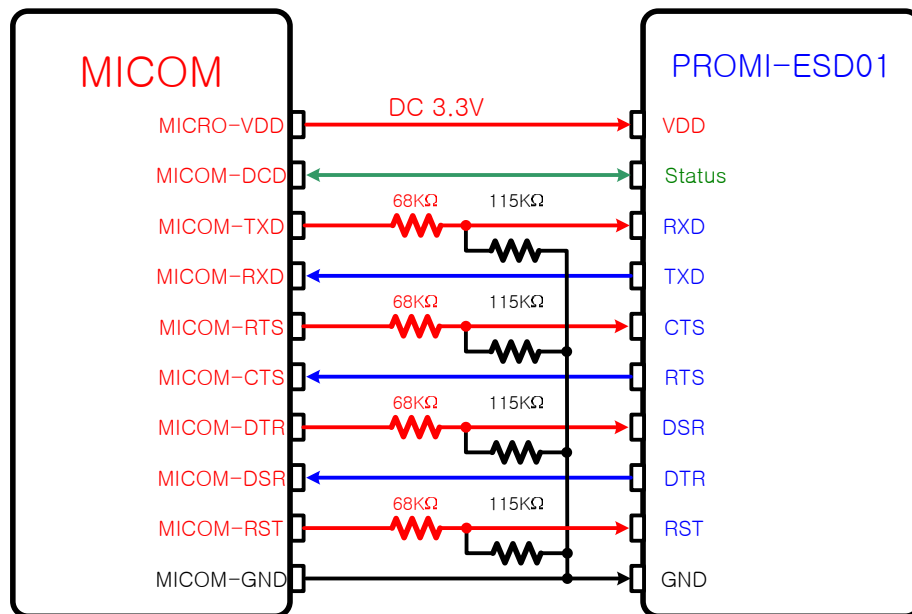 MICOM
PROMI-ESD01
DC 3.3V
MICRO-VDD
VDD
MICOM-DCD
Status
68KΩ
115KΩ
MICOM-TXD
RXD
MICOM-RXD
TXD
68KΩ
115KΩ
MICOM-RTS
CTS
MICOM-CTS
RTS
68KΩ
115KΩ
MICOM-DTR
DSR
MICOM-DSR
DTR
68KΩ
115KΩ
MICOM-RST
RST
MICOM-GND
GND